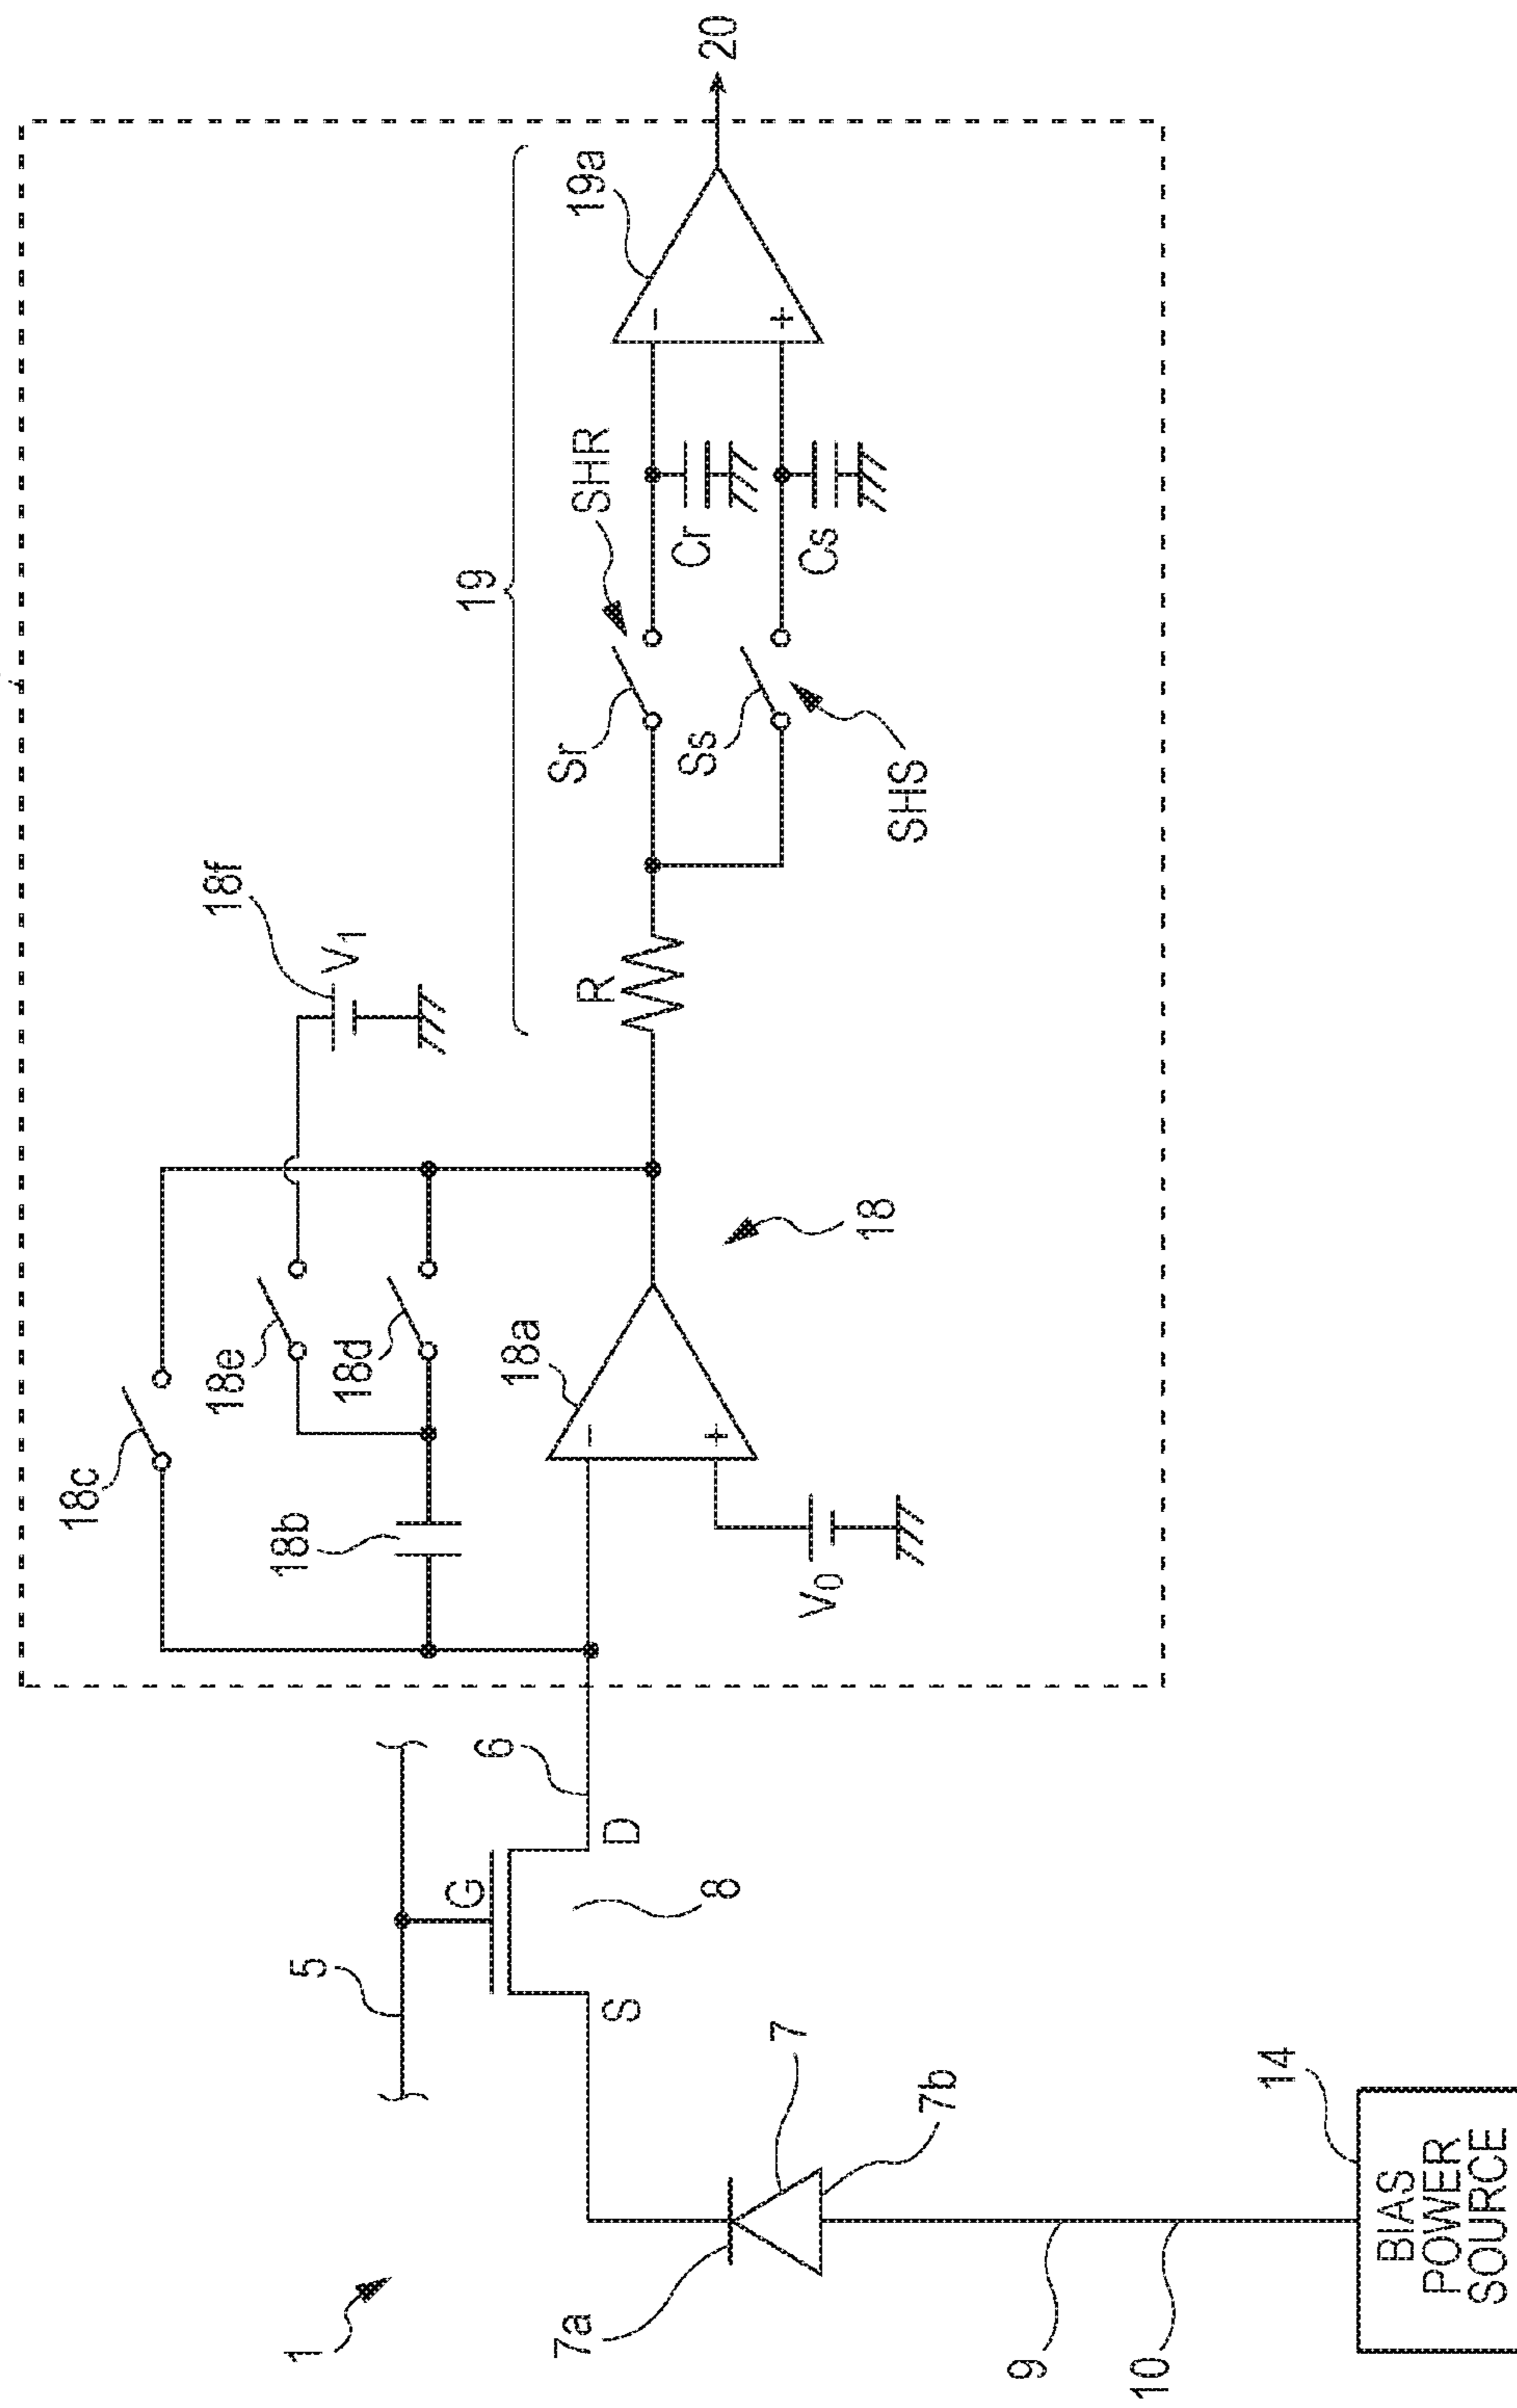 18c
18e
18d
18b
18f
V1
19
SHR
Sr
Cr
19a
−
+
20
R
Ss
Cs
SHS
18a
−
+
18
V0
5
G
6
S
D
8
1
7a
7
7b
9
10
14
BIAS
POWER
SOURCE